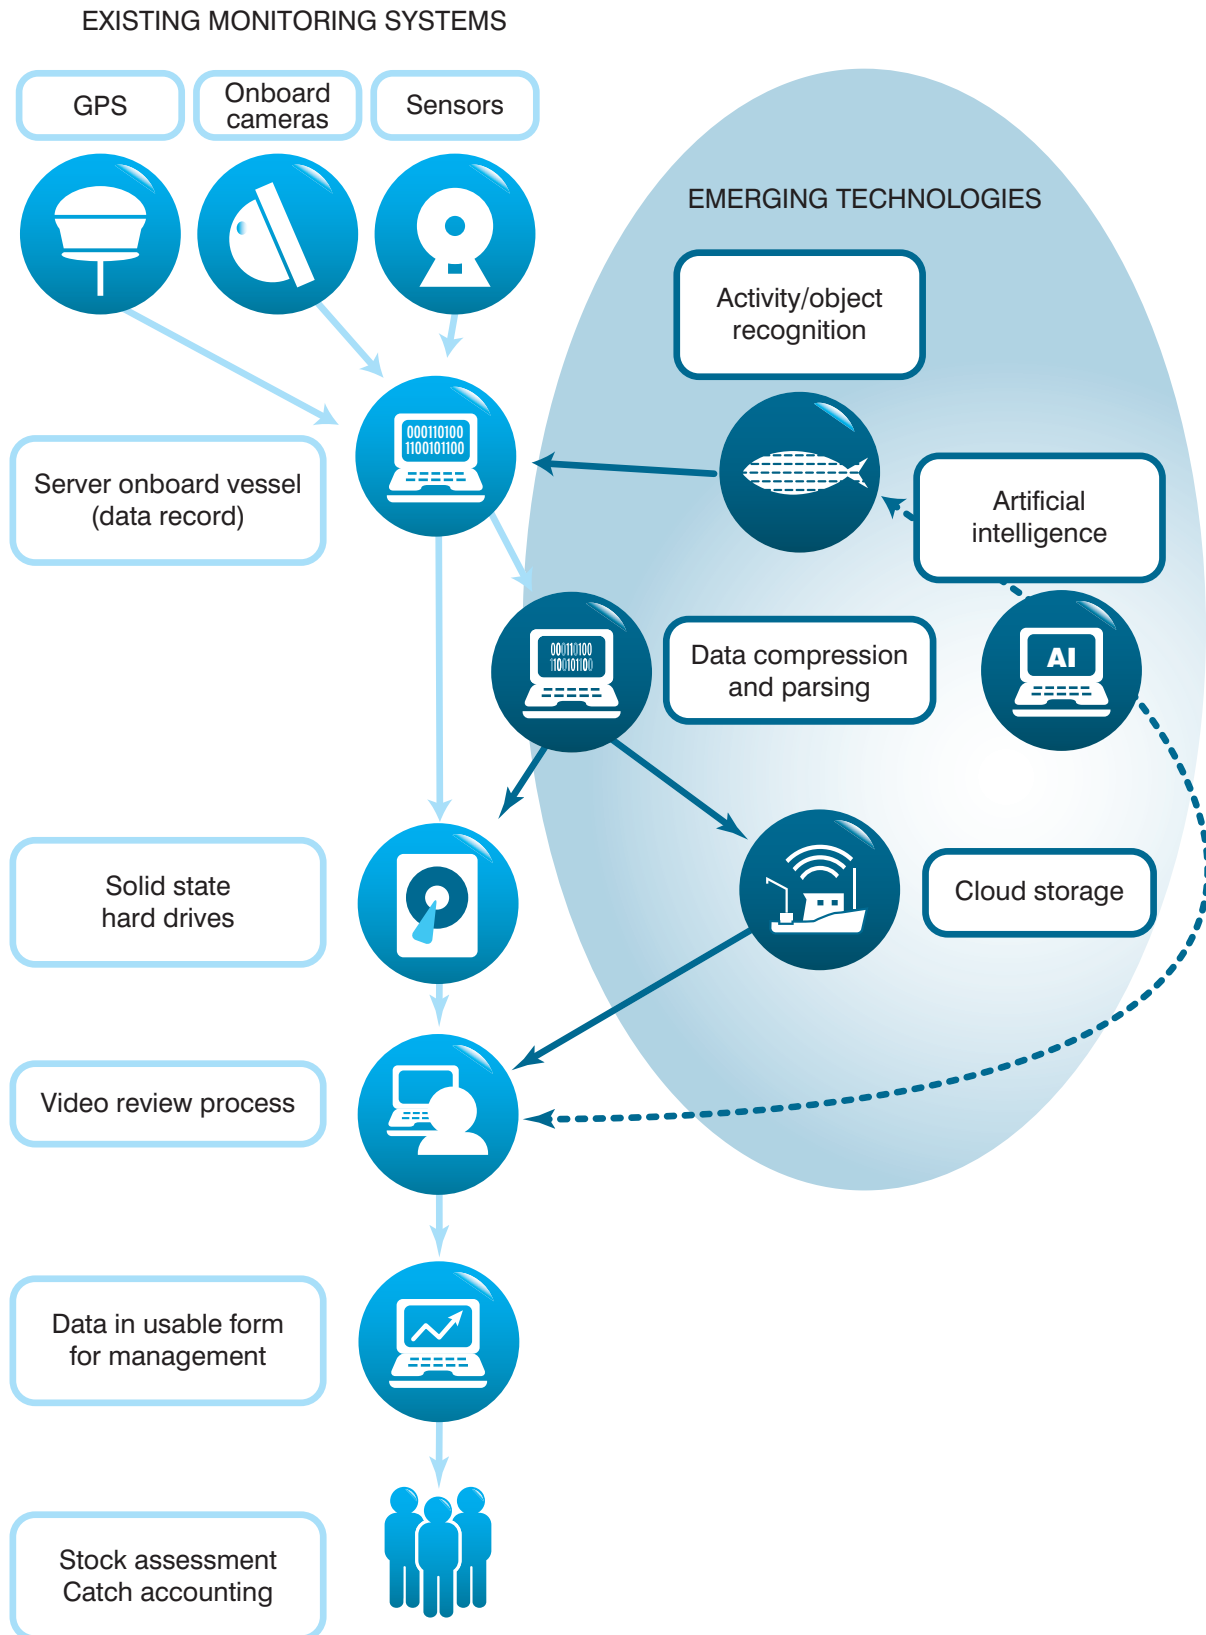 EXISTING MONITORING SYSTEMS
GPS
Onboard
cameras
Sensors
EMERGING TECHNOLOGIES
Activity/object
recognition
000110100
1100101100
Server onboard vessel
(data record)
Artificial
intelligence
000110100
1100101100
Data compression
and parsing
AI
Solid state
hard drives
Cloud storage
Video review process
Data in usable form
for management
Stock assessment
Catch accounting